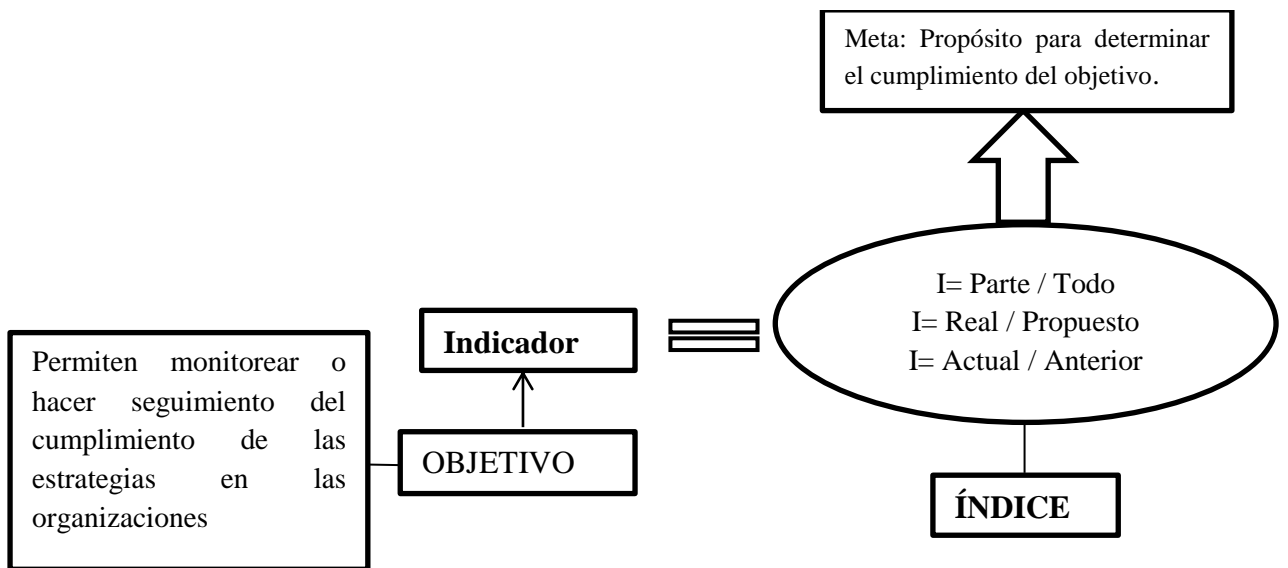 Meta: Propósito para determinar
el cumplimiento del objetivo.
I= Parte / Todo
I= Real / Propuesto
I= Actual / Anterior
Indicador
Permiten monitorear o
hacer seguimiento del
cumplimiento de las
estrategias en las
organizaciones
OBJETIVO
ÍNDICE